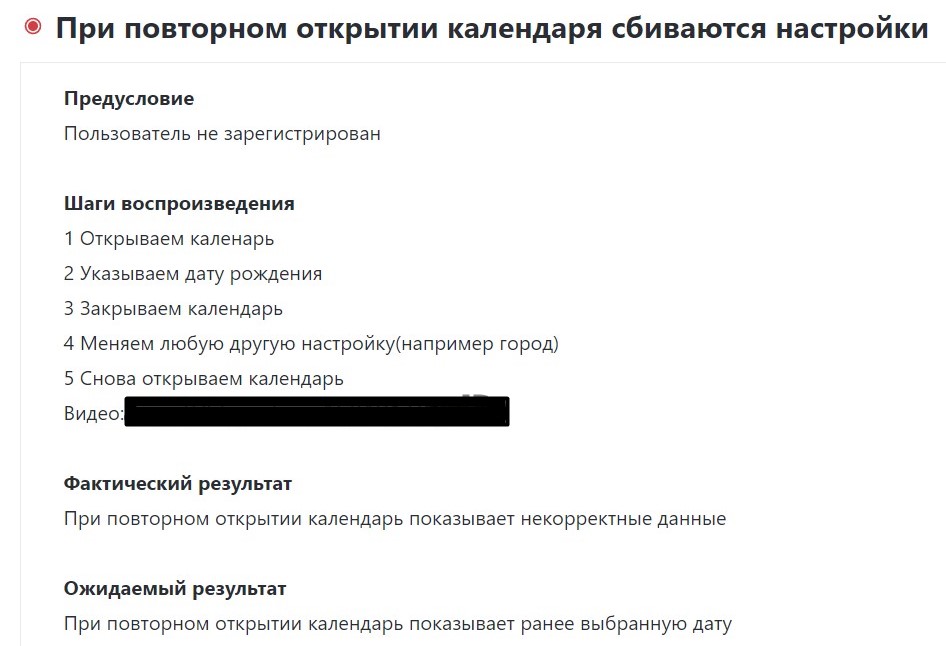 При повторном открытии календаря сбиваются настройки
Предусловие
Пользователь не зарегистрирован
Шаги воспроизведения
1 Открываем каленарь
2 Указываем дату рождения
3 Закрываем календарь
4 Меняем любую другую настройку(например город)
5 Снова открываем календарь
Видео:
Фактический результат
При повторном открытии календарь показывает некорректные данные
Ожидаемый результат
При повторном открытии календарь показывает ранее выбранную дату